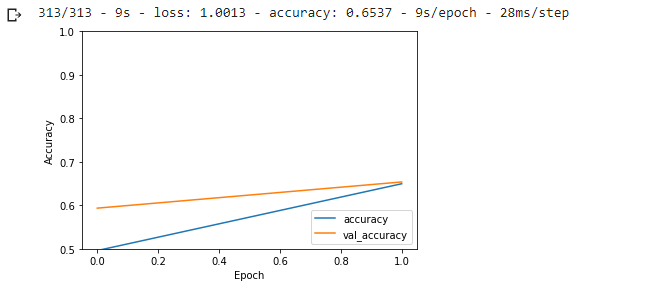 313/313 - 9s - loss: 1.0013 - accuracy: 0.6537 - 9s/epoch - 28ms/step
1.0
0.9
0.8
0.7
0.6
0.5
Accuracy
accuracy
val_accuracy
0.0 0.2 0.4 0.6 0.8 1.0
Epoch